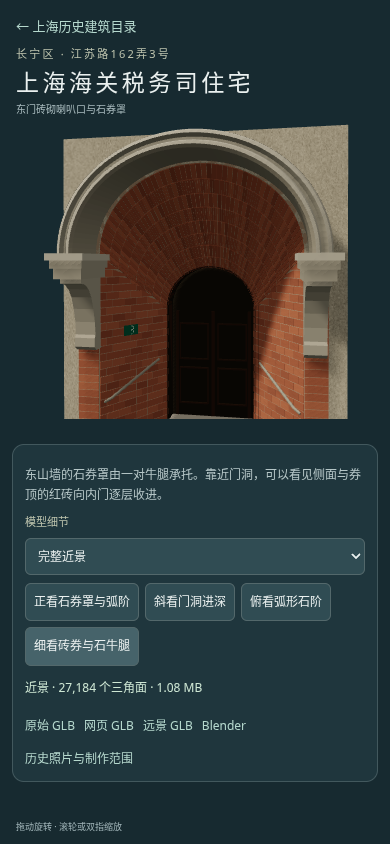 ← 上海历史建筑目录
长宁区 · 江苏路162弄3号
上海海关税务司住宅
东门砖砌喇叭口与石券罩
3
东山墙的石券罩由一对牛腿承托。靠近门洞，可以看见侧面与券
顶的红砖向内门逐层收进。
模型细节
完整近景
正看石券罩与弧阶
斜看门洞进深
俯看弧形石阶
细看砖券与石牛腿
近景 · 27,184 个三角面 · 1.08 MB
原始 GLB 网页 GLB 远景 GLB Blender
历史照片与制作范围
拖动旋转 · 滚轮或双指缩放